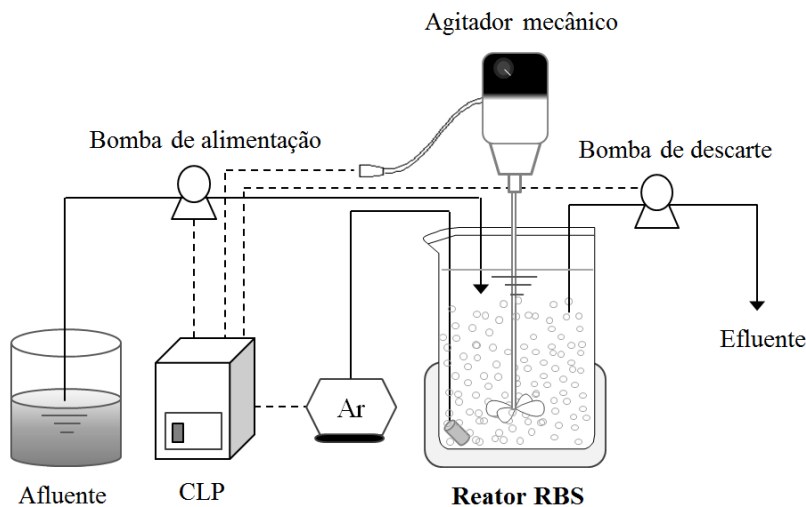 Agitador mecânico
Bomba de alimentação
Bomba de descarte
Efluente
Ar
Afluente
CLP
Reator RBS